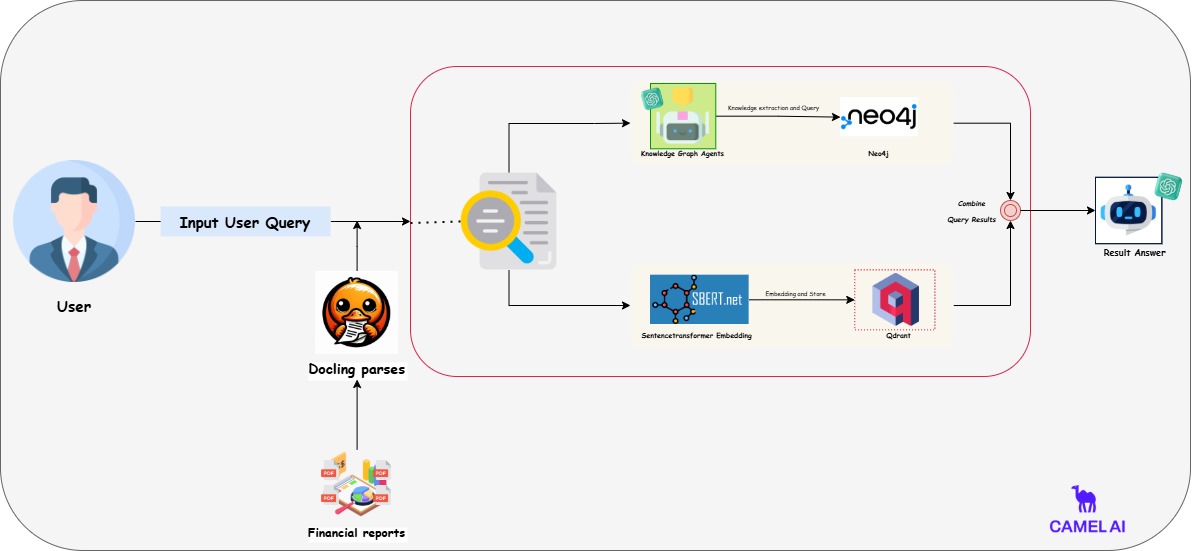 User
Input User Query
Docling parses
PDF
PDF
PDF
PDF
Financial reports
Knowledge Graph Agents
Knowledge extraction and Query
neo4j
Neo4j
SBERT.net
Sentencetransformer Embedding
Embedding and Store
Qdrant
Combine
Query Results
Result Answer
CAMEL AI